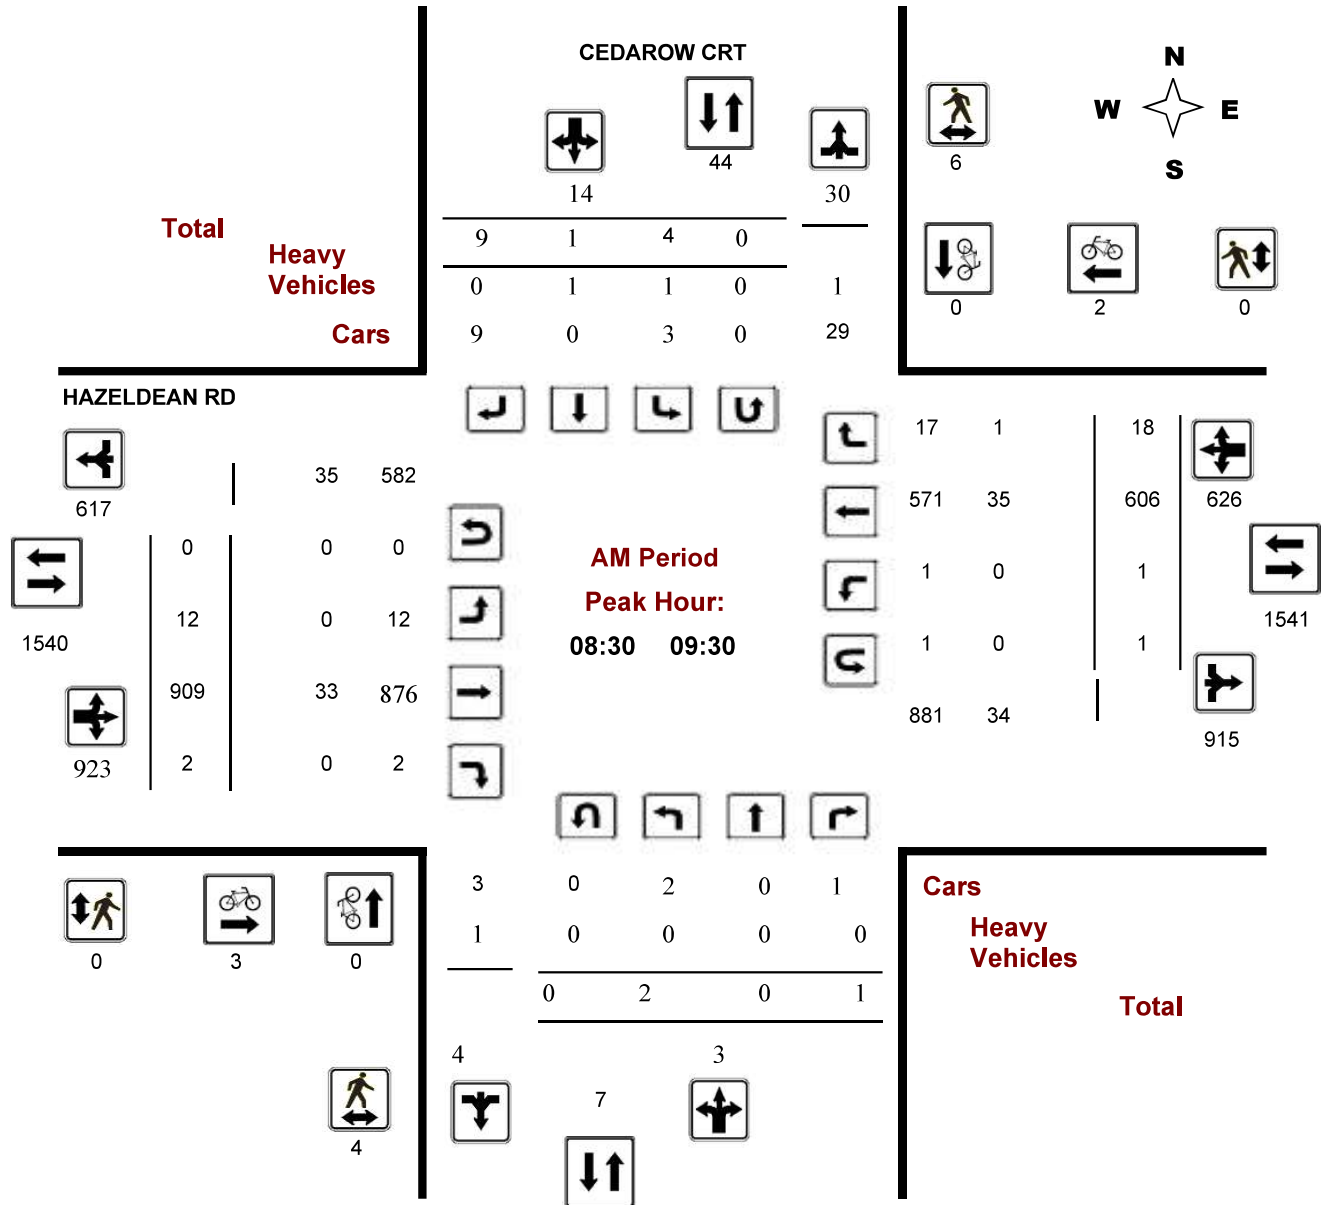 CEDAROW CRT
N
W E
S
44
6
14 30
Total
9 1 4 0
Heavy
Vehicles
0 1 1 0 1
0 2 0
Cars
9 0 3 0 29
HAZELDEAN RD
17 1 18
35 582
617
571 35 606 626
0 0 0
AM Period
1 0 1
Peak Hour:
12 0 12
1540
08:30 09:30
1 0 1
1541
909 33 876
881 34
915
923
2 0 2
3 0 2 0 1
Cars
1 0 0 0 0
Heavy
Vehicles
0 3 0
0 2 0 1
Total
4 3
7
4